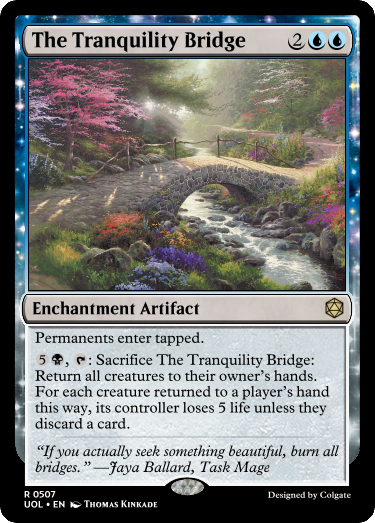 The Tranquility Bridge 2
Enchantment Artifact
Permanents enter tapped.
5 , : Sacrifice The Tranquility Bridge:
Return all creatures to their owner's hands.
For each creature returned to a player's hand
this way, its controller loses 5 life unless they
discard a card.
“If you actually seek something beautiful, burn all
bridges.” —Jaya Ballard, Task Mage
R 0507
UOL • EN Thomas Kinkade
Designed by Colgate